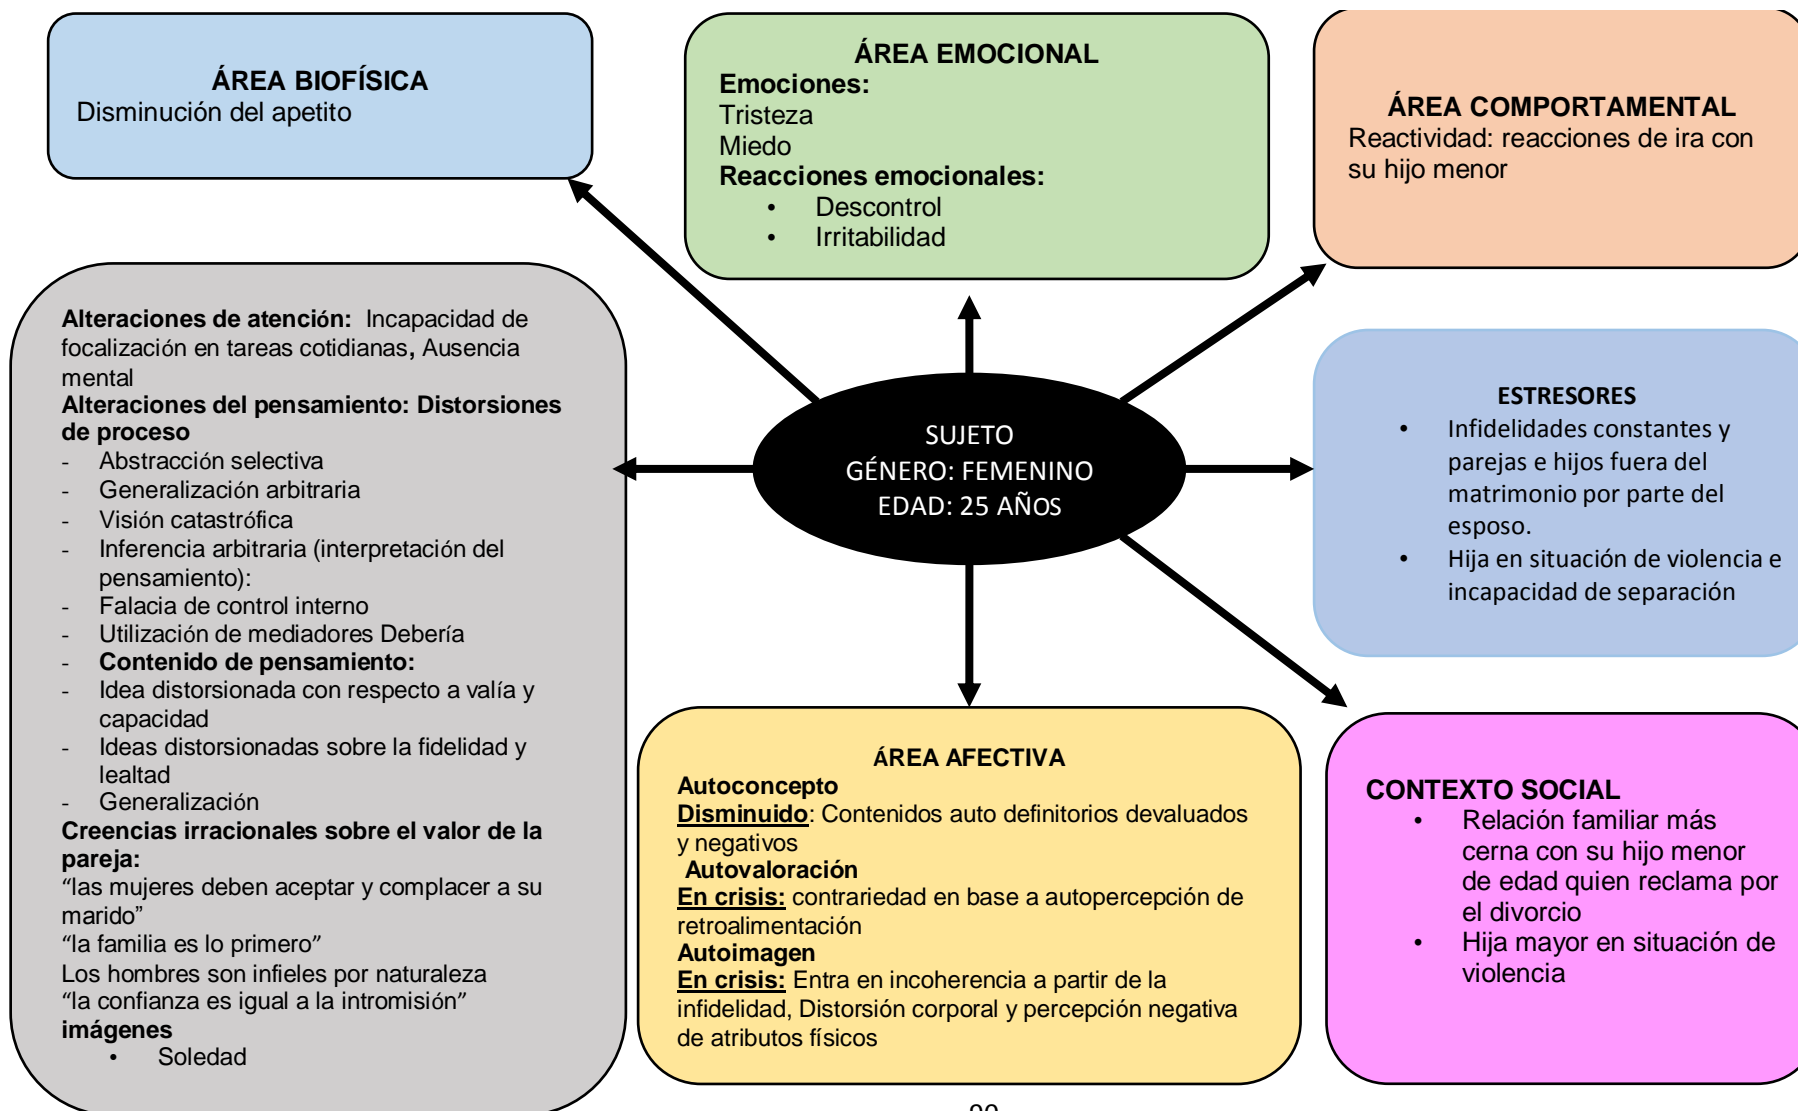 ÁREA BIOFÍSICA
Disminución del apetito
ÁREA EMOCIONAL
Emociones:
Tristeza
Miedo
Reacciones emocionales:
• Descontrol
• Irritabilidad
ÁREA COMPORTAMENTAL
Reactividad: reacciones de ira con
su hijo menor
Alteraciones de atención: Incapacidad de
focalización en tareas cotidianas, Ausencia
mental
Alteraciones del pensamiento: Distorsiones
de proceso
- Abstracción selectiva
- Generalización arbitraria
- Visión catastrófica
- Inferencia arbitraria (interpretación del
pensamiento):
- Falacia de control interno
- Utilización de mediadores Debería
- Contenido de pensamiento:
- Idea distorsionada con respecto a valía y
capacidad
- Ideas distorsionadas sobre la fidelidad y
lealtad
- Generalización
Creencias irracionales sobre el valor de la
pareja:
“las mujeres deben aceptar y complacer a su
marido”
“la familia es lo primero”
Los hombres son infieles por naturaleza
“la confianza es igual a la intromisión”
imágenes
• Soledad
SUJETO
GÉNERO: FEMENINO
EDAD: 25 AÑOS
ESTRESORES
• Infidelidades constantes y
parejas e hijos fuera del
matrimonio por parte del
esposo.
• Hija en situación de violencia e
incapacidad de separación
ÁREA AFECTIVA
Autoconcepto
Disminuido: Contenidos auto definitorios devaluados
y negativos
Autovaloración
En crisis: contrariedad en base a autopercepción de
retroalimentación
Autoimagen
En crisis: Entra en incoherencia a partir de la
infidelidad, Distorsión corporal y percepción negativa
de atributos físicos
CONTEXTO SOCIAL
• Relación familiar más
cerna con su hijo menor
de edad quien reclama por
el divorcio
• Hija mayor en situación de
violencia